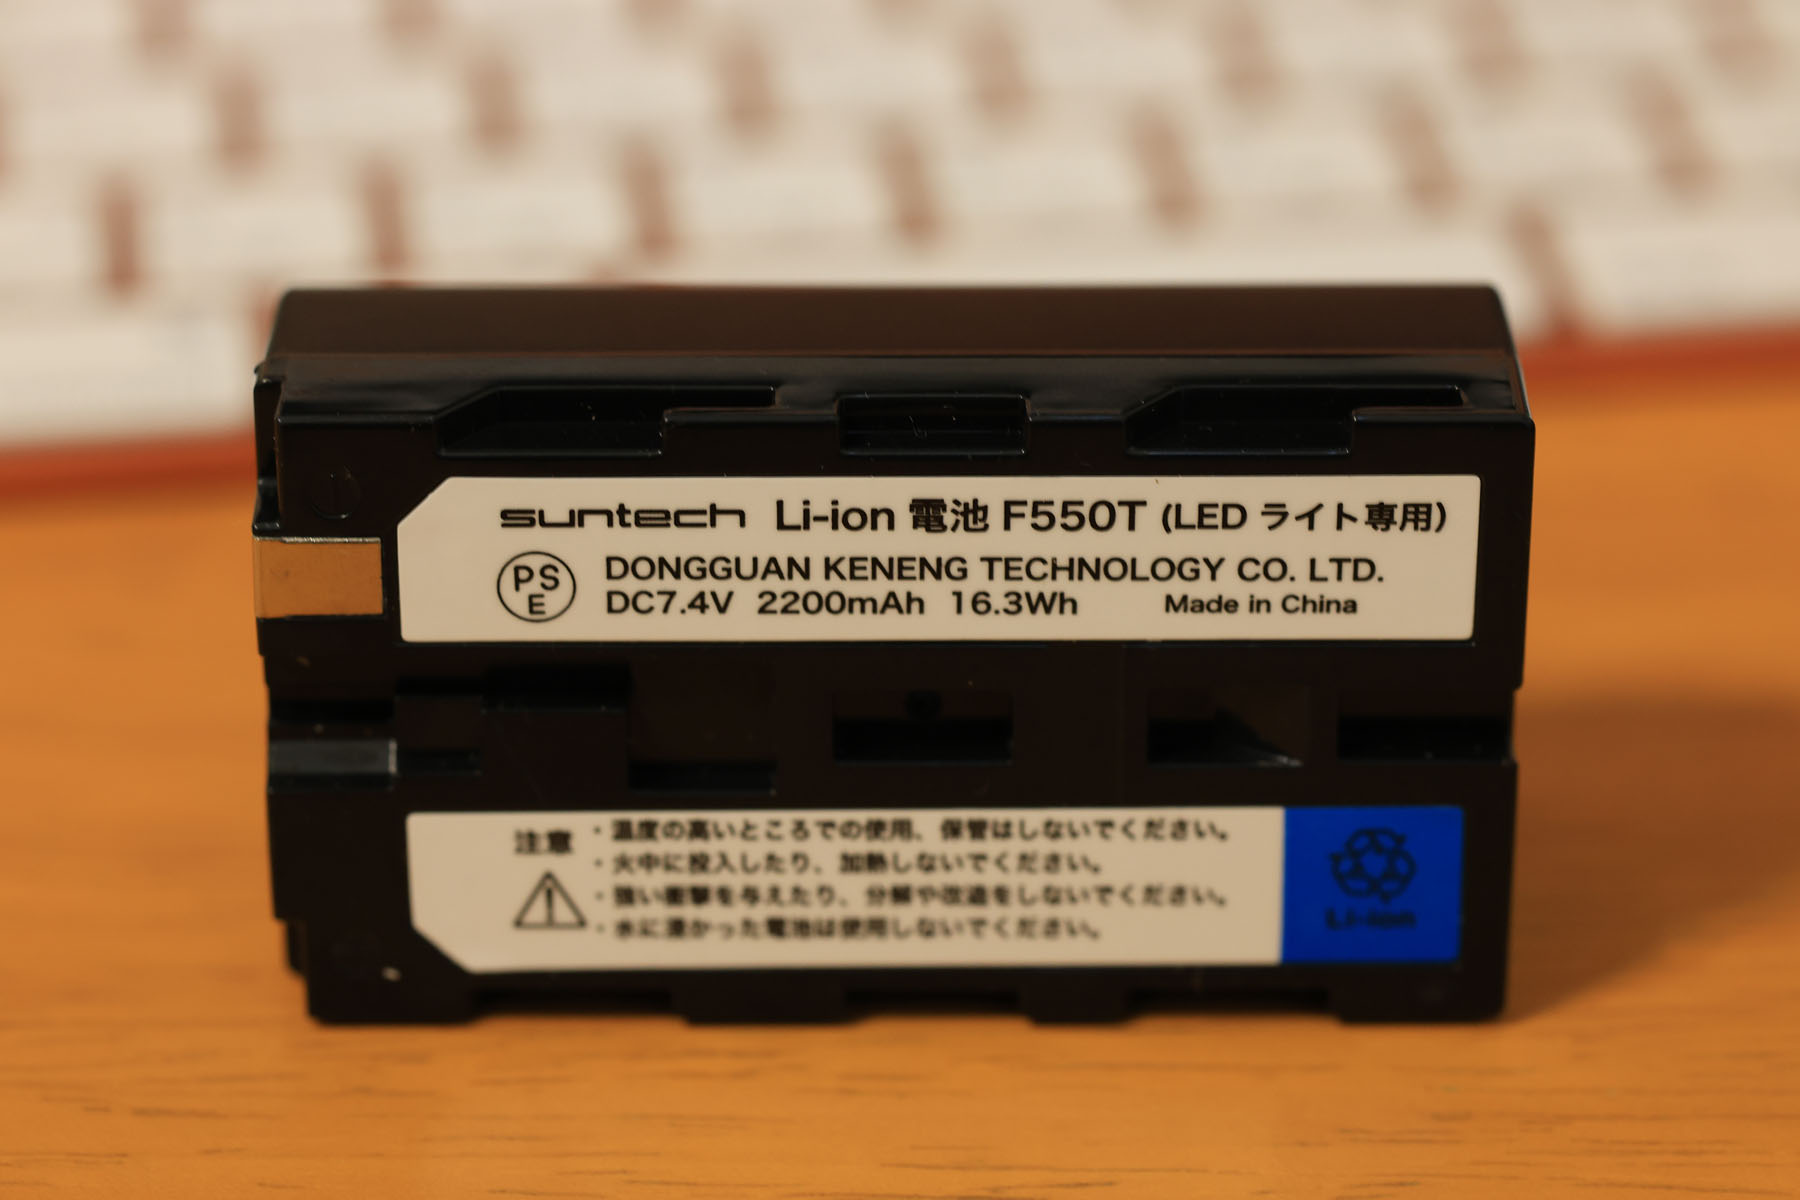 suntech Li-ion 電池 F550T (LED ライト専用)
PSE DONGGUAN KENENG TECHNOLOGY CO. LTD.
DC7.4V 2200mAh 16.3Wh Made in China
注意
・温度の高いところでの使用、保管はしないでください。
・火中に投入したり、加熱しないでください。
・強い衝撃を与えたり、分解や改造をしないでください。
・水に浸かった電池は使用しないでください。
Li-ion